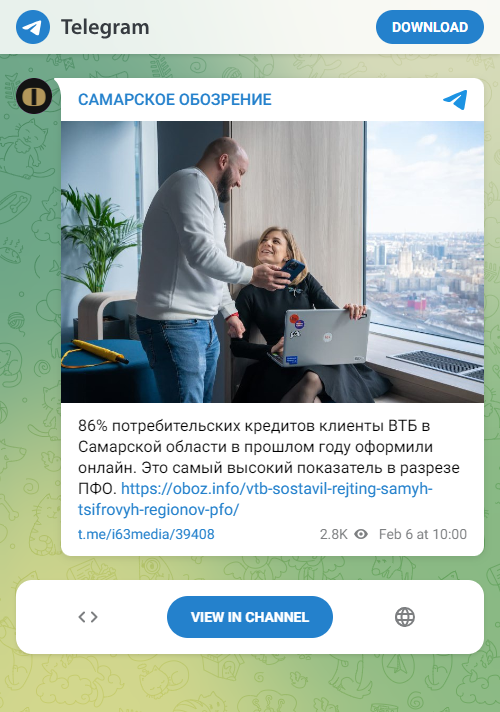 Telegram
DOWNLOAD
САМАРСКОЕ ОБОЗРЕНИЕ
86% потребительских кредитов клиенты ВТБ в
Самарской области в прошлом году оформили
онлайн. Это самый высокий показатель в разрезе
ПФО. https://oboz.info/vtb-sostavil-rejting-samyh-
tsifrovyh-regionov-pfo/
t.me/i63media/39408
2.8K
Feb 6 at 10:00
VIEW IN CHANNEL